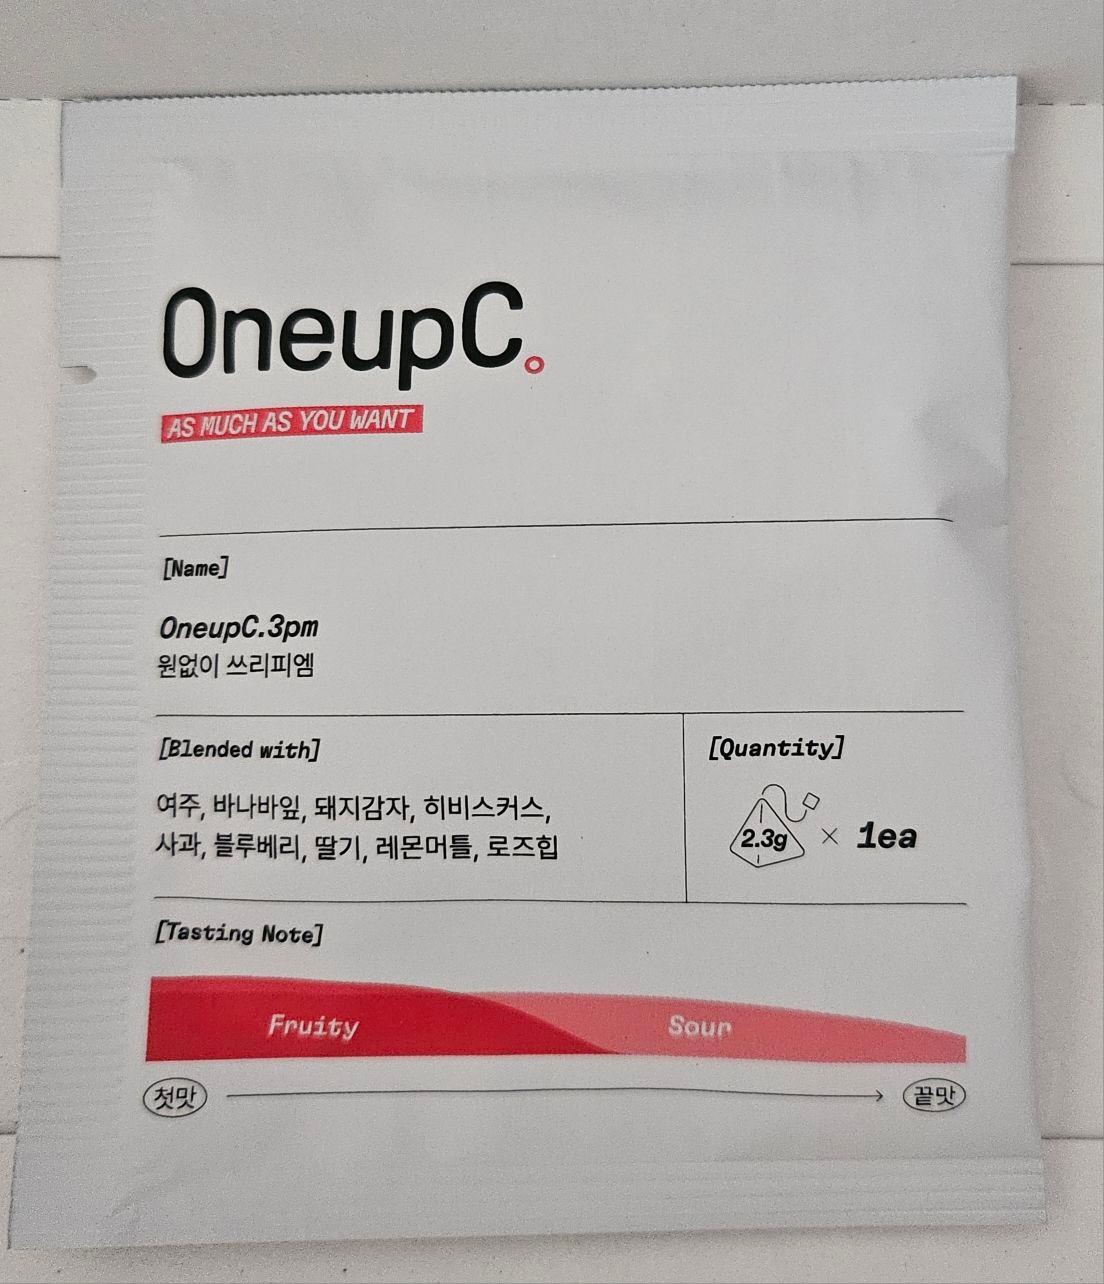 OneupC.
AS MUCH AS YOU WANT
[Name]
OneupC.3pm
원없이 쓰리피엠
[Blended with]
여주, 바나바잎, 돼지감자, 히비스커스,
사과, 블루베리, 딸기, 레몬머틀, 로즈힙
[Quantity]
2.3g × 1ea
[Tasting Note]
Fruity Sour
첫맛 → 끝맛